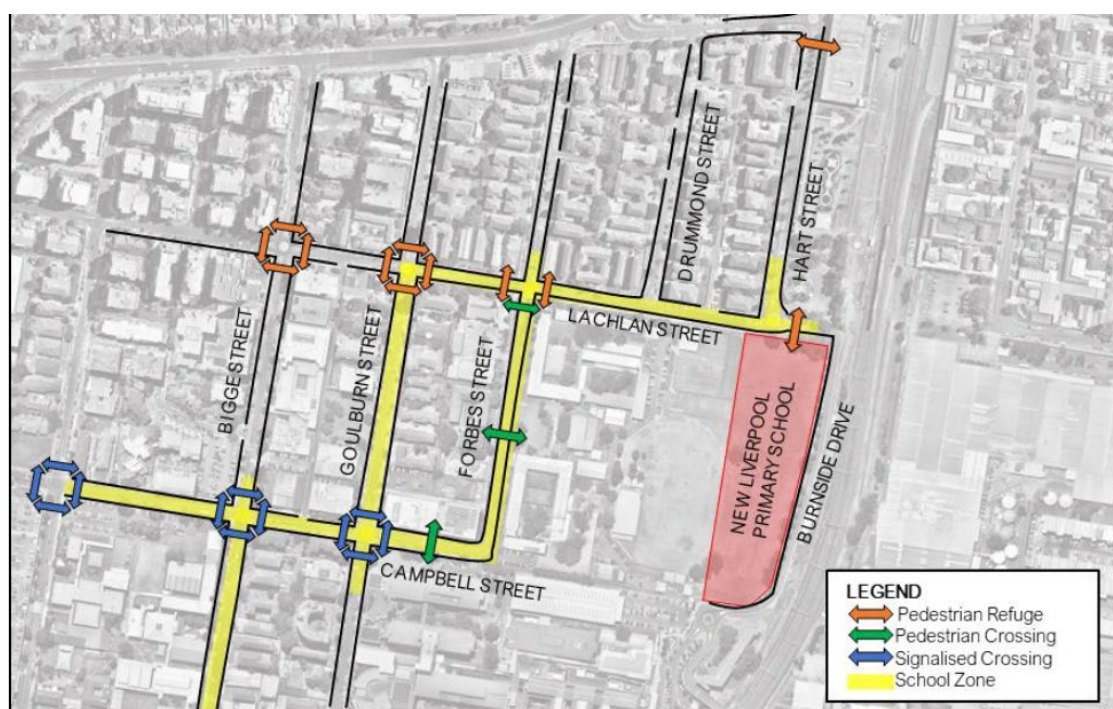 DRUMMOND STREET
HART STREET
LACHLAN STREET
BIGGE STREET
GOULBURN STREET
FORBES STREET
NEW LIVERPOOL
PRIMARY SCHOOL
BURNSIDE DRIVE
CAMPBELL STREET
LEGEND
Pedestrian Refuge
Pedestrian Crossing
Signalised Crossing
School Zone